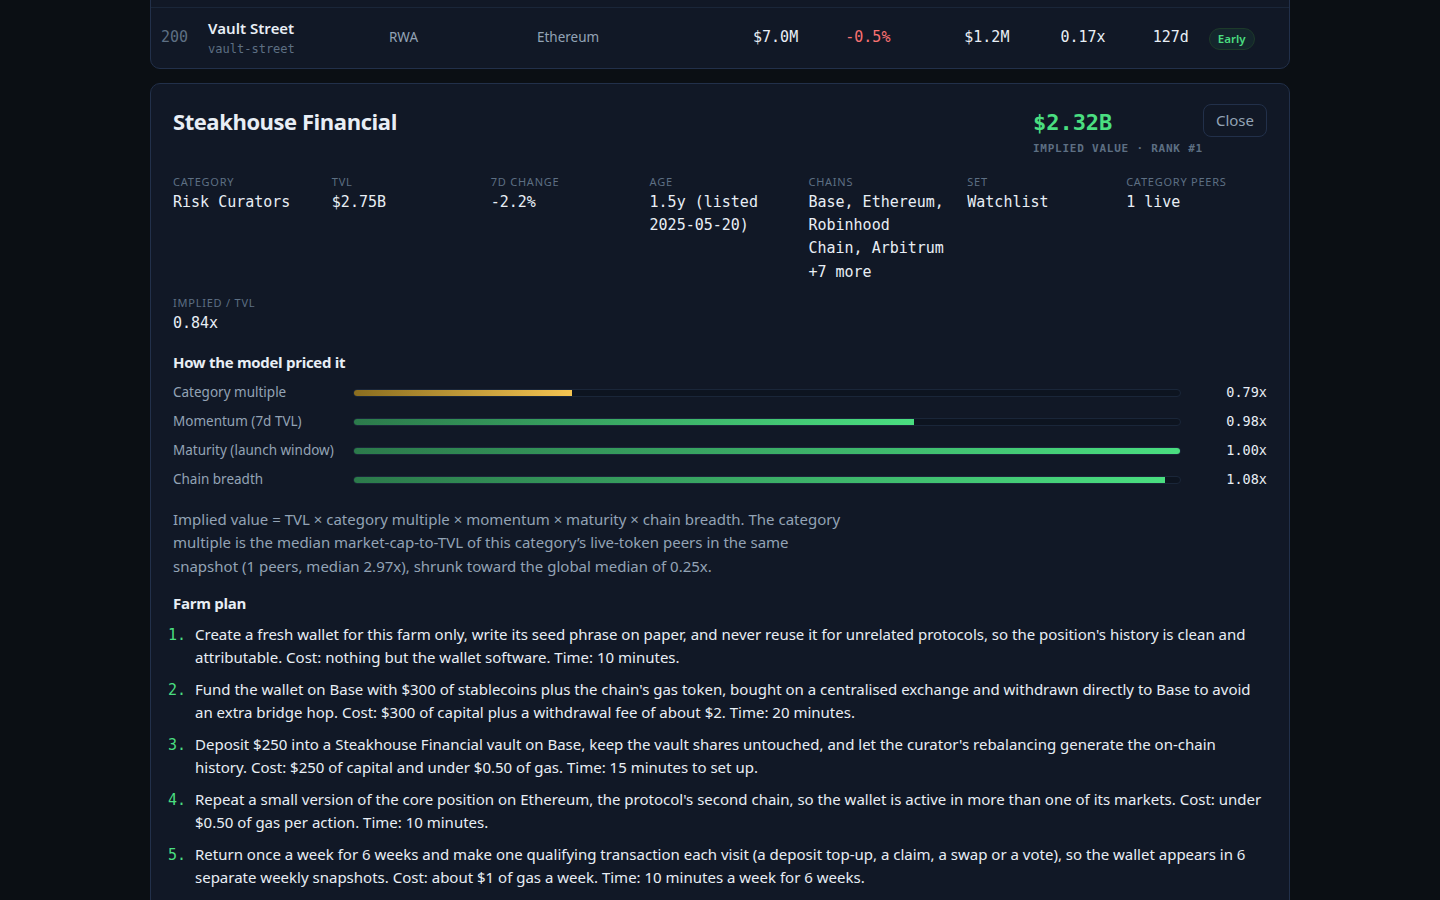 200 Vault Street RWA Ethereum $7.0M -0.5% $1.2M 0.17x 127d Early
vault-street
Steakhouse Financial $2.32B Close
IMPLIED VALUE · RANK #1
CATEGORY TVL 7D CHANGE AGE CHAINS SET CATEGORY PEERS
Risk Curators $2.75B -2.2% 1.5y (listed Base, Ethereum, Watchlist 1 live
2025-05-20) Robinhood
Chain, Arbitrum
+7 more
IMPLIED / TVL
0.84x
How the model priced it
Category multiple 0.79x
Momentum (7d TVL) 0.98x
Maturity (launch window) 1.00x
Chain breadth 1.08x
Implied value = TVL × category multiple × momentum × maturity × chain breadth. The category
multiple is the median market-cap-to-TVL of this category’s live-token peers in the same
snapshot (1 peers, median 2.97x), shrunk toward the global median of 0.25x.
Farm plan
1. Create a fresh wallet for this farm only, write its seed phrase on paper, and never reuse it for unrelated protocols, so the position's history is clean and
attributable. Cost: nothing but the wallet software. Time: 10 minutes.
2. Fund the wallet on Base with $300 of stablecoins plus the chain's gas token, bought on a centralised exchange and withdrawn directly to Base to avoid
an extra bridge hop. Cost: $300 of capital plus a withdrawal fee of about $2. Time: 20 minutes.
3. Deposit $250 into a Steakhouse Financial vault on Base, keep the vault shares untouched, and let the curator's rebalancing generate the on-chain
history. Cost: $250 of capital and under $0.50 of gas. Time: 15 minutes to set up.
4. Repeat a small version of the core position on Ethereum, the protocol's second chain, so the wallet is active in more than one of its markets. Cost: under
$0.50 of gas per action. Time: 10 minutes.
5. Return once a week for 6 weeks and make one qualifying transaction each visit (a deposit top-up, a claim, a swap or a vote), so the wallet appears in 6
separate weekly snapshots. Cost: about $1 of gas a week. Time: 10 minutes a week for 6 weeks.